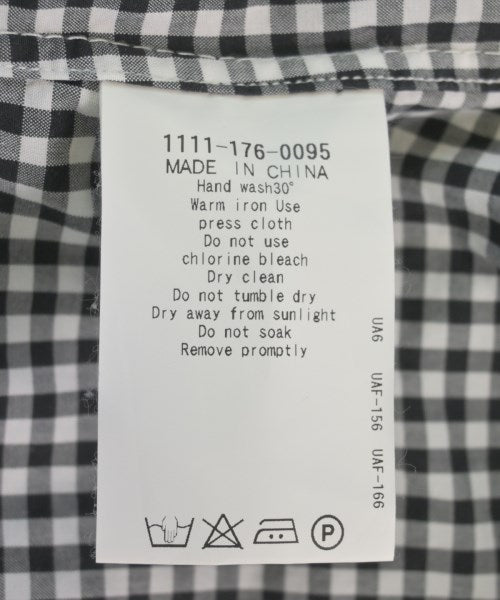 1111-176-0095
MADE IN CHINA
Hand wash30°
Warm iron Use
press cloth
Do not use
chlorine bleach
Dry clean
Do not tumble dry
Dry away from sunlight
Do not soak
Remove promptly
UA6
UAF-156
UAF-166
P